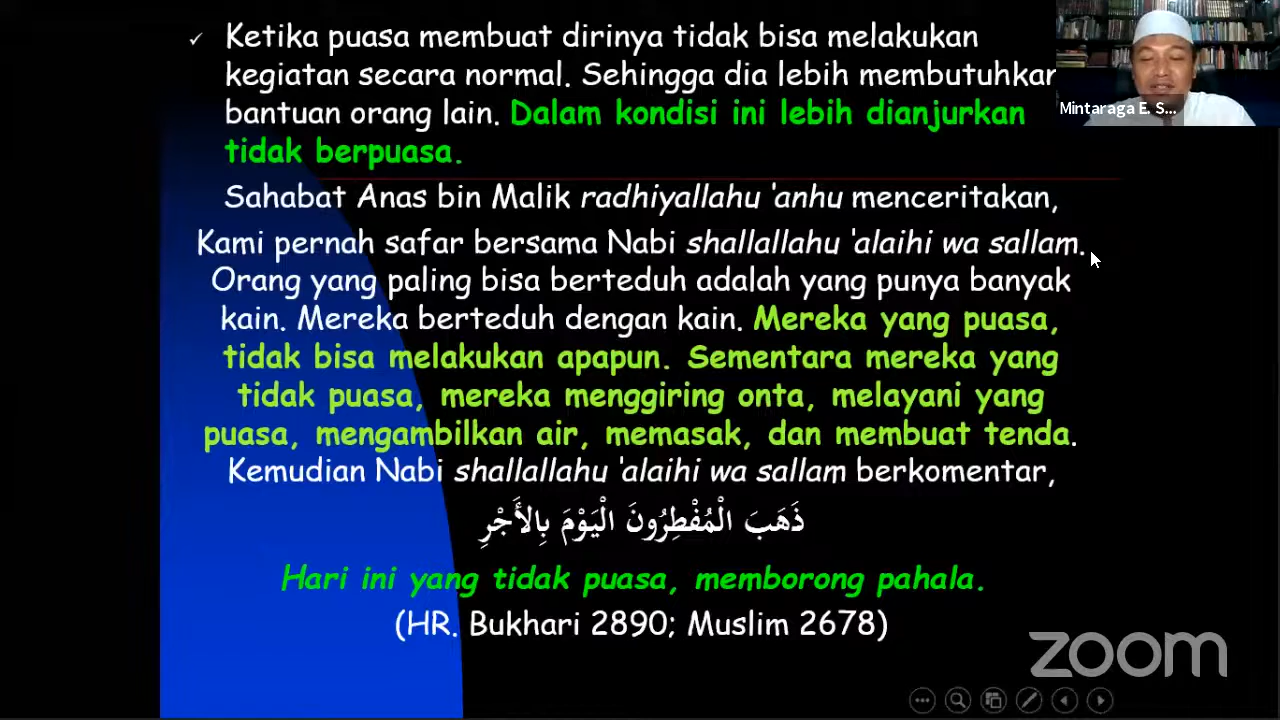 ✓ Ketika puasa membuat dirinya tidak bisa melakukan
kegiatan secara normal. Sehingga dia lebih membutuhkan
bantuan orang lain. Dalam kondisi ini lebih dianjurkan
tidak berpuasa.
Mintaraga E. S...
Sahabat Anas bin Malik radhiyallahu ‘anhu menceritakan,
Kami pernah safar bersama Nabi shallallahu ‘alaihi wa sallam.
Orang yang paling bisa berteduh adalah yang punya banyak
kain. Mereka berteduh dengan kain. Mereka yang puasa,
tidak bisa melakukan apapun. Sementara mereka yang
tidak puasa, mereka menggiring onta, melayani yang
puasa, mengambilkan air, memasak, dan membuat tenda.
Kemudian Nabi shallallahu ‘alaihi wa sallam berkomentar,
ذَهَبَ الْمُفْطِرُونَ الْيَوْمَ بِالأَجْرِ
Hari ini yang tidak puasa, memborong pahala.
(HR. Bukhari 2890; Muslim 2678)
zoom